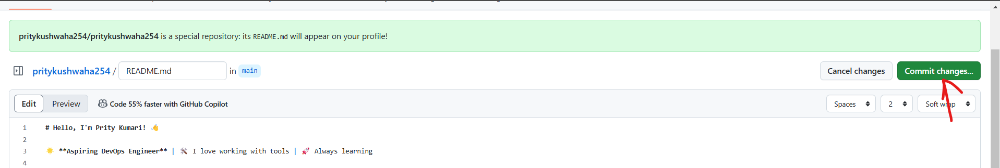 pritykushwaha254/pritykushwaha254 is a special repository: its README.md will appear on your profile!
pritykushwaha254 / README.md in main Cancel changes Commit changes...
Edit Preview Code 55% faster with GitHub Copilot Spaces 2 Soft wrap
1 # Hello, I'm Prity Kumari! 👋
2
3 🌟 **Aspiring DevOps Engineer** | 🛠️ I love working with tools | 🚀 Always learning
4